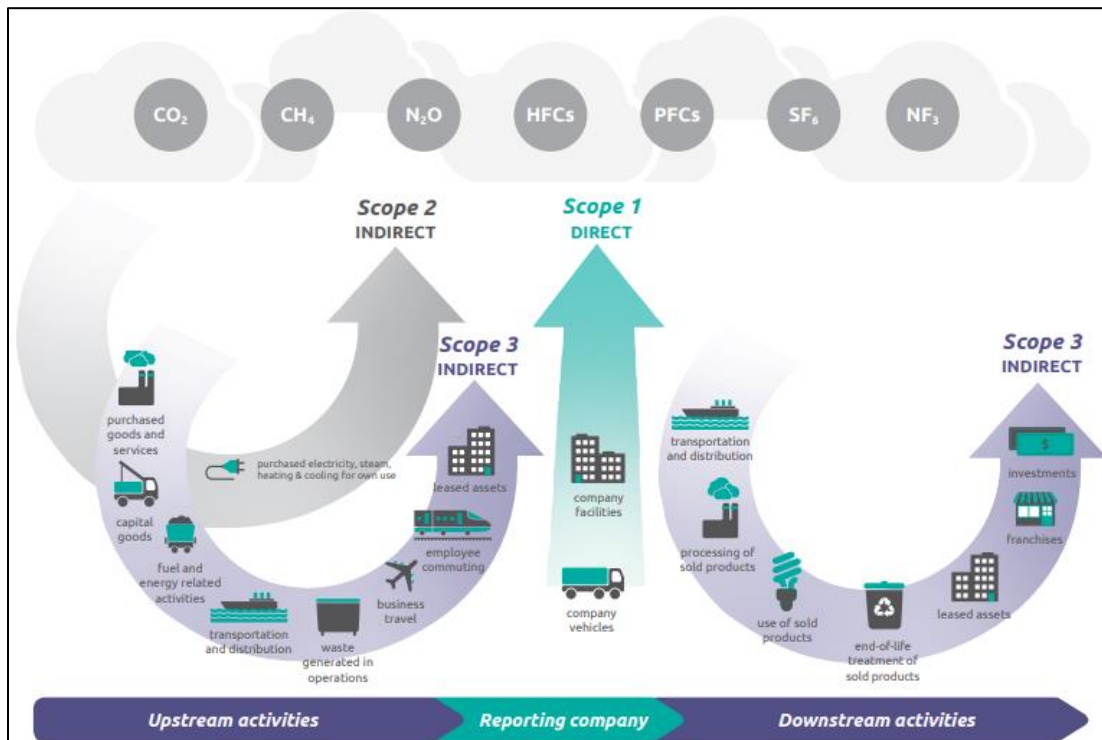 CO₂
CH₄
N₂O
HFCs
PFCs
SF₆
NF₃
Scope 2
INDIRECT
Scope 1
DIRECT
Scope 3
INDIRECT
Scope 3
INDIRECT
purchased
goods and
services
capital
goods
fuel and
energy related
activities
purchased electricity, steam,
heating & cooling for own use
transportation
and distribution
waste
generated in
operations
business
travel
employee
commuting
leased assets
company
facilities
company
vehicles
transportation
and distribution
processing of
sold products
use of sold
products
end-of-life
treatment of
sold products
leased assets
franchises
investments
$
Upstream activities
Reporting company
Downstream activities